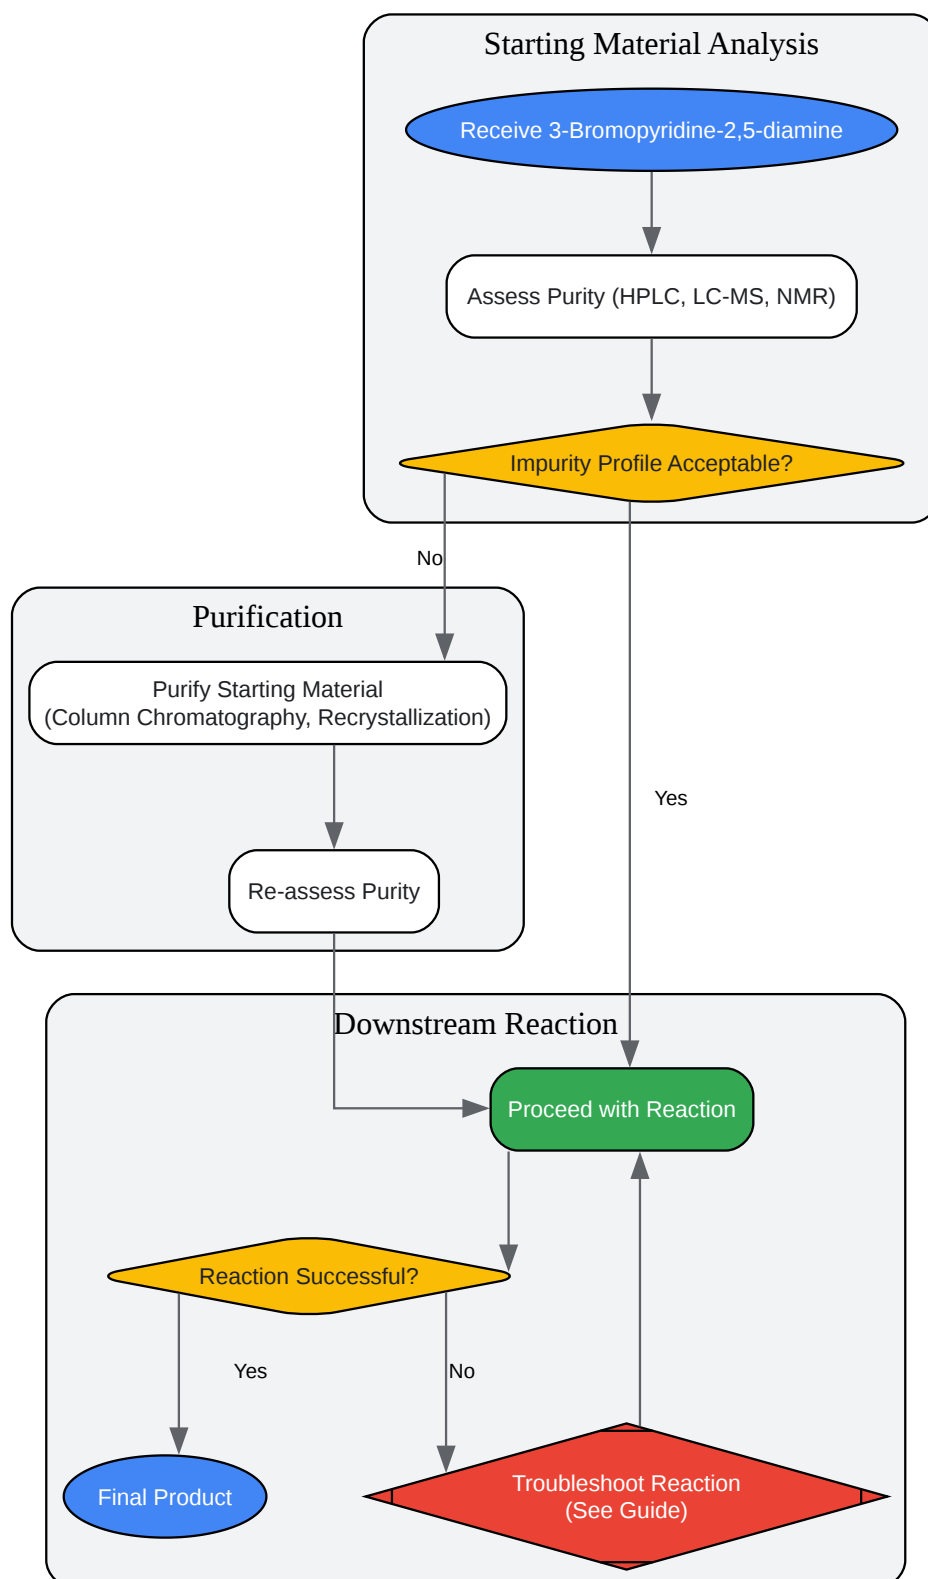 Starting Material Analysis
Receive 3-Bromopyridine-2,5-diamine
Assess Purity (HPLC, LC-MS, NMR)
Impurity Profile Acceptable?
No
Purification
Purify Starting Material
(Column Chromatography, Recrystallization)
Yes
Re-assess Purity
Downstream Reaction
Proceed with Reaction
Reaction Successful?
Yes
No
Final Product
Troubleshoot Reaction
(See Guide)